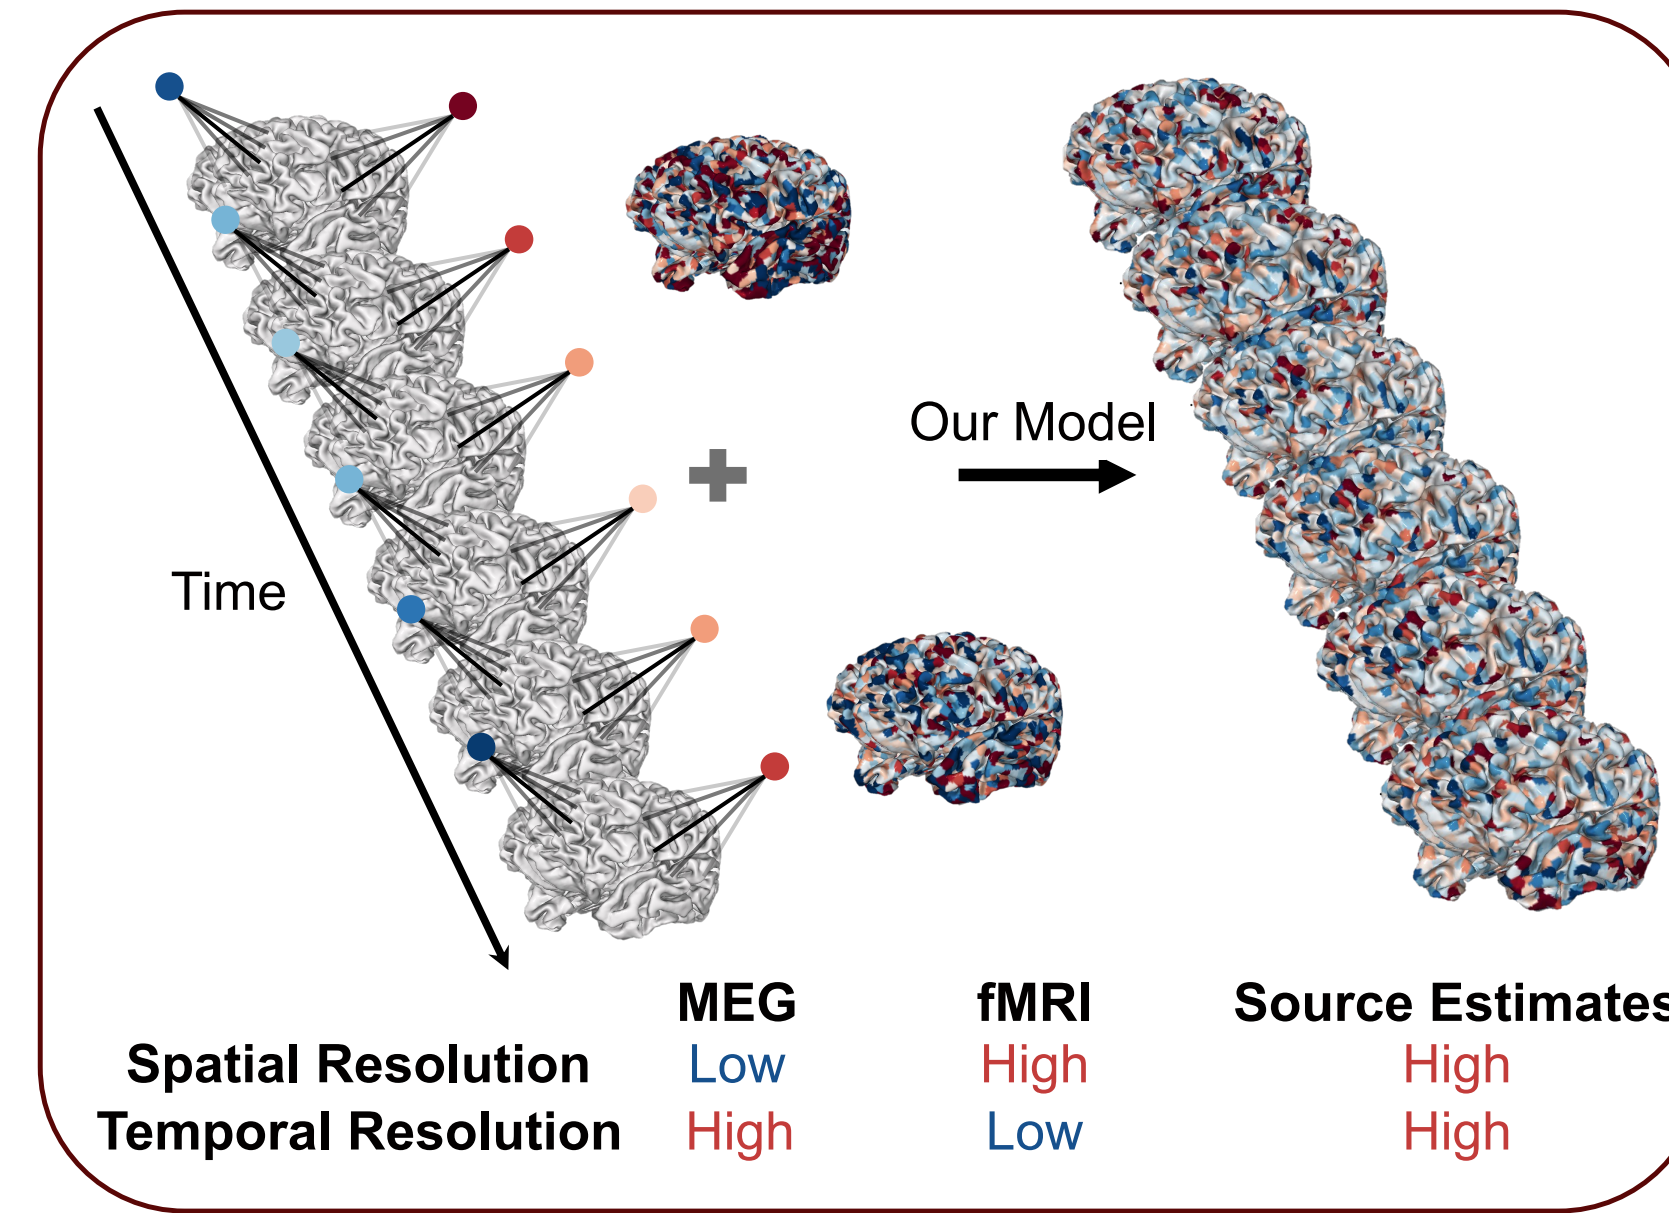 Our Model
Time
MEG fMRI Source Estimates
Spatial Resolution Low High High
Temporal Resolution High Low High